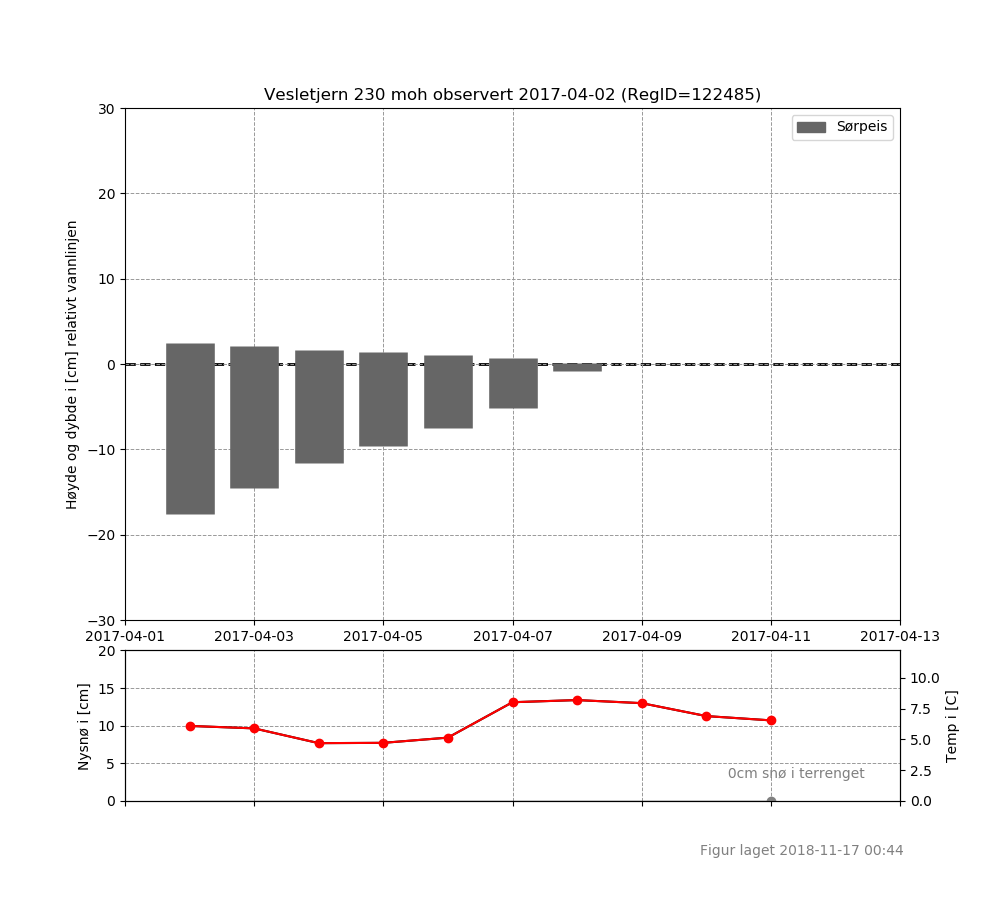 Vesletjern 230 moh observert 2017-04-02 (RegID=122485)
Sørpeis
Høyde og dybde i [cm] relativt vannlinjen
30
20
10
0
−10
−20
−30
2017-04-01 2017-04-03 2017-04-05 2017-04-07 2017-04-09 2017-04-11 2017-04-13
Nysnø i [cm]
20
15
10
5
0
10.0
7.5
5.0
2.5
0.0
Temp i [C]
0cm snø i terrenget
Figur laget 2018-11-17 00:44